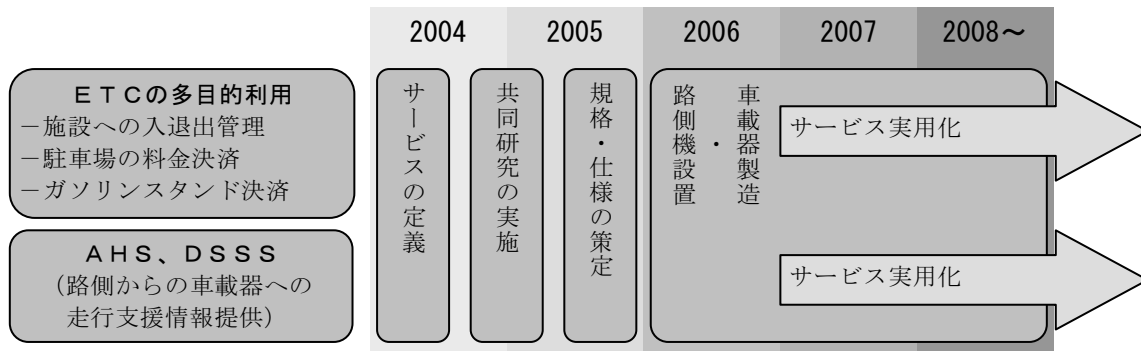 2004 2005 2006 2007 2008～
ＥＴＣの多目的利用
－施設への入退出管理
－駐車場の料金決済
－ガソリンスタンド決済
ＡＨＳ、ＤＳＳＳ
（路側からの車載器への
走行支援情報提供）
サービスの定義
共同研究の実施
規格・仕様の策定
車載器製造
・
路側機設置
サービス実用化
サービス実用化